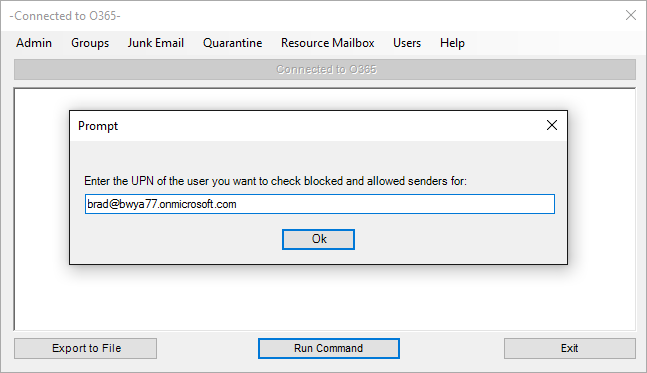 -Connected to O365-
Admin Groups Junk Email Quarantine Resource Mailbox Users Help
Connected to O365
Prompt
Enter the UPN of the user you want to check blocked and allowed senders for:
brad@bwya77.onmicrosoft.com
Ok
Export to File Run Command Exit